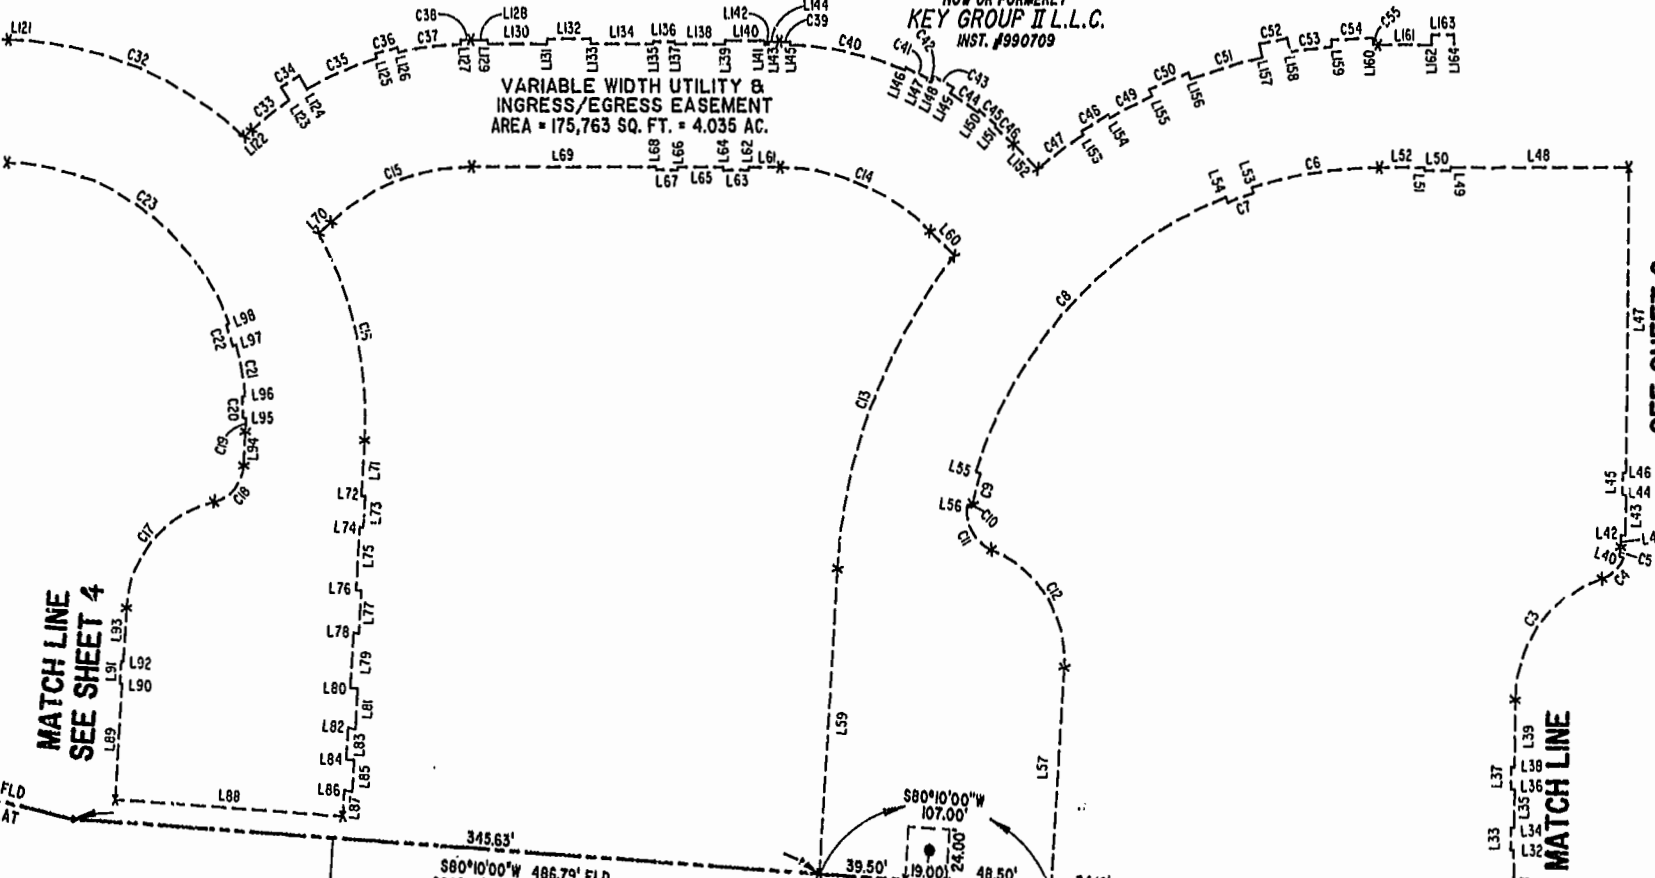 NOW OR FORMERLY
KEY GROUP II L.L.C.
INST. #990709
L121
C32
L122
C33
C34
L123
L124
C35
C36
L125
L126
C37
C38
L127
L128
L129
L130
L131
L132
L133
L134
L135
L136
L137
L138
L139
L140
L141
L142
L143
L144
C39
L145
C40
C41
C42
L146
L147
L148
C43
L149
C44
L150
C45
L151
C46
L152
C47
L153
C46
L154
C49
L155
C50
L156
C51
L157
C52
L158
C53
L159
C54
L160
C55
L161
L162
L163
L164
VARIABLE WIDTH UTILITY &
INGRESS/EGRESS EASEMENT
AREA = 175,763 SQ. FT. = 4.035 AC.
C23
L70
C15
L69
L68
L67
L66
L65
L64
L63
L62
L61
C14
L60
C8
L54
C7
L53
C6
L52
L51
L50
L49
L48
L47
L98
C22
L97
C21
L96
C20
L95
C19
L94
C18
C17
L93
L92
L91
L90
L89
L88
L71
L72
L73
L74
L75
L76
L77
L78
L79
L80
L81
L82
L83
L84
L85
L86
L87
C13
L59
L55
C9
L56
C10
C11
C12
L57
L46
L45
L44
L43
L42
L40
C5
C4
C3
L39
L38
L37
L36
L35
L34
L33
L32
MATCH LINE
SEE SHEET 4
MATCH LINE
FLD
AT
345.63'
S80°10'00"W 486.79' FLD
S80°10'00"W
107.00'
39.50'
19.00'
24.00'
48.50'